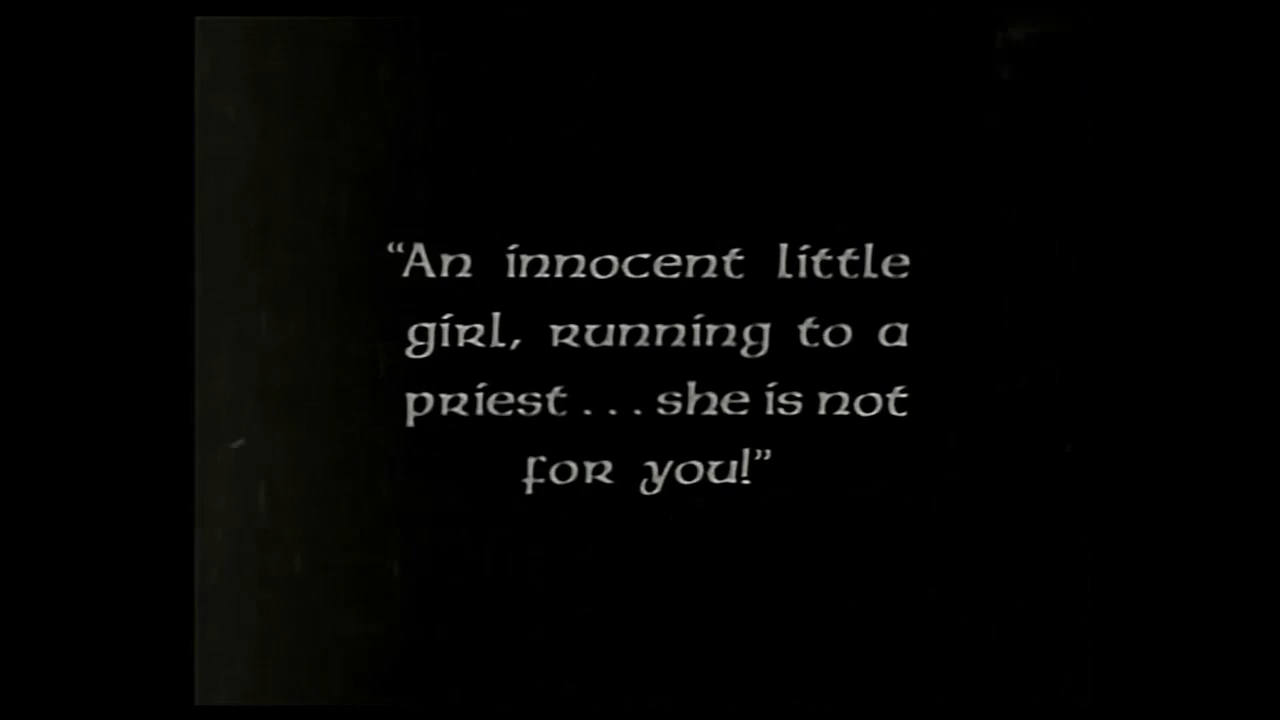 “An innocent little
girl, running to a
priest...she is not
for you!”